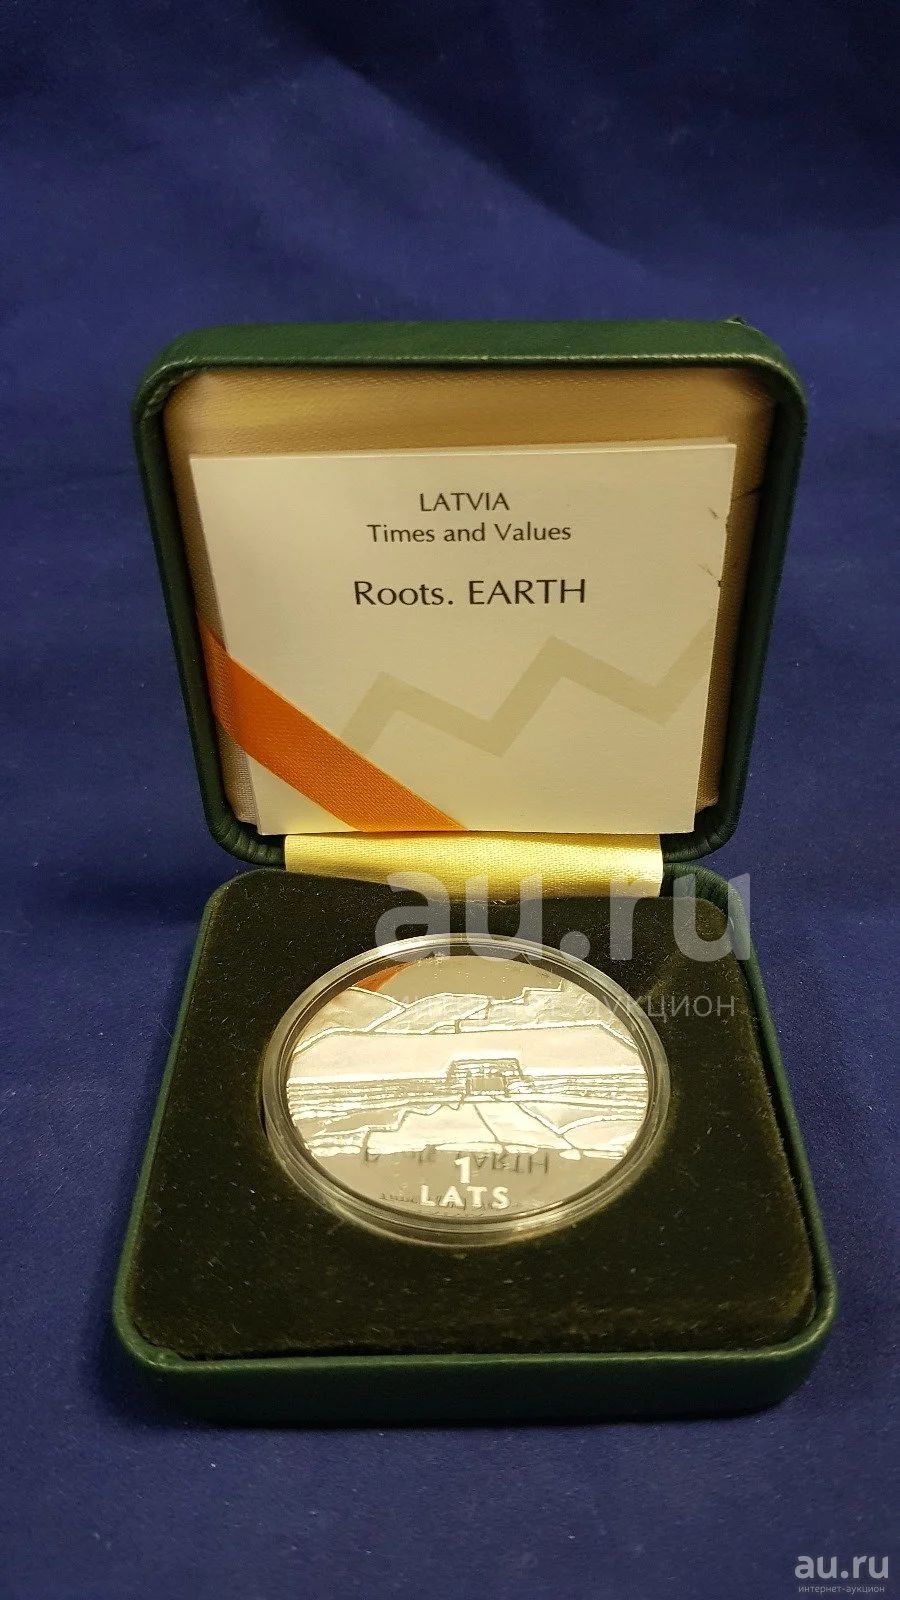 LATVIA
Times and Values
Roots. EARTH
au.ru
интернет-аукцион
1
LATS
au.ru
интернет-аукцион